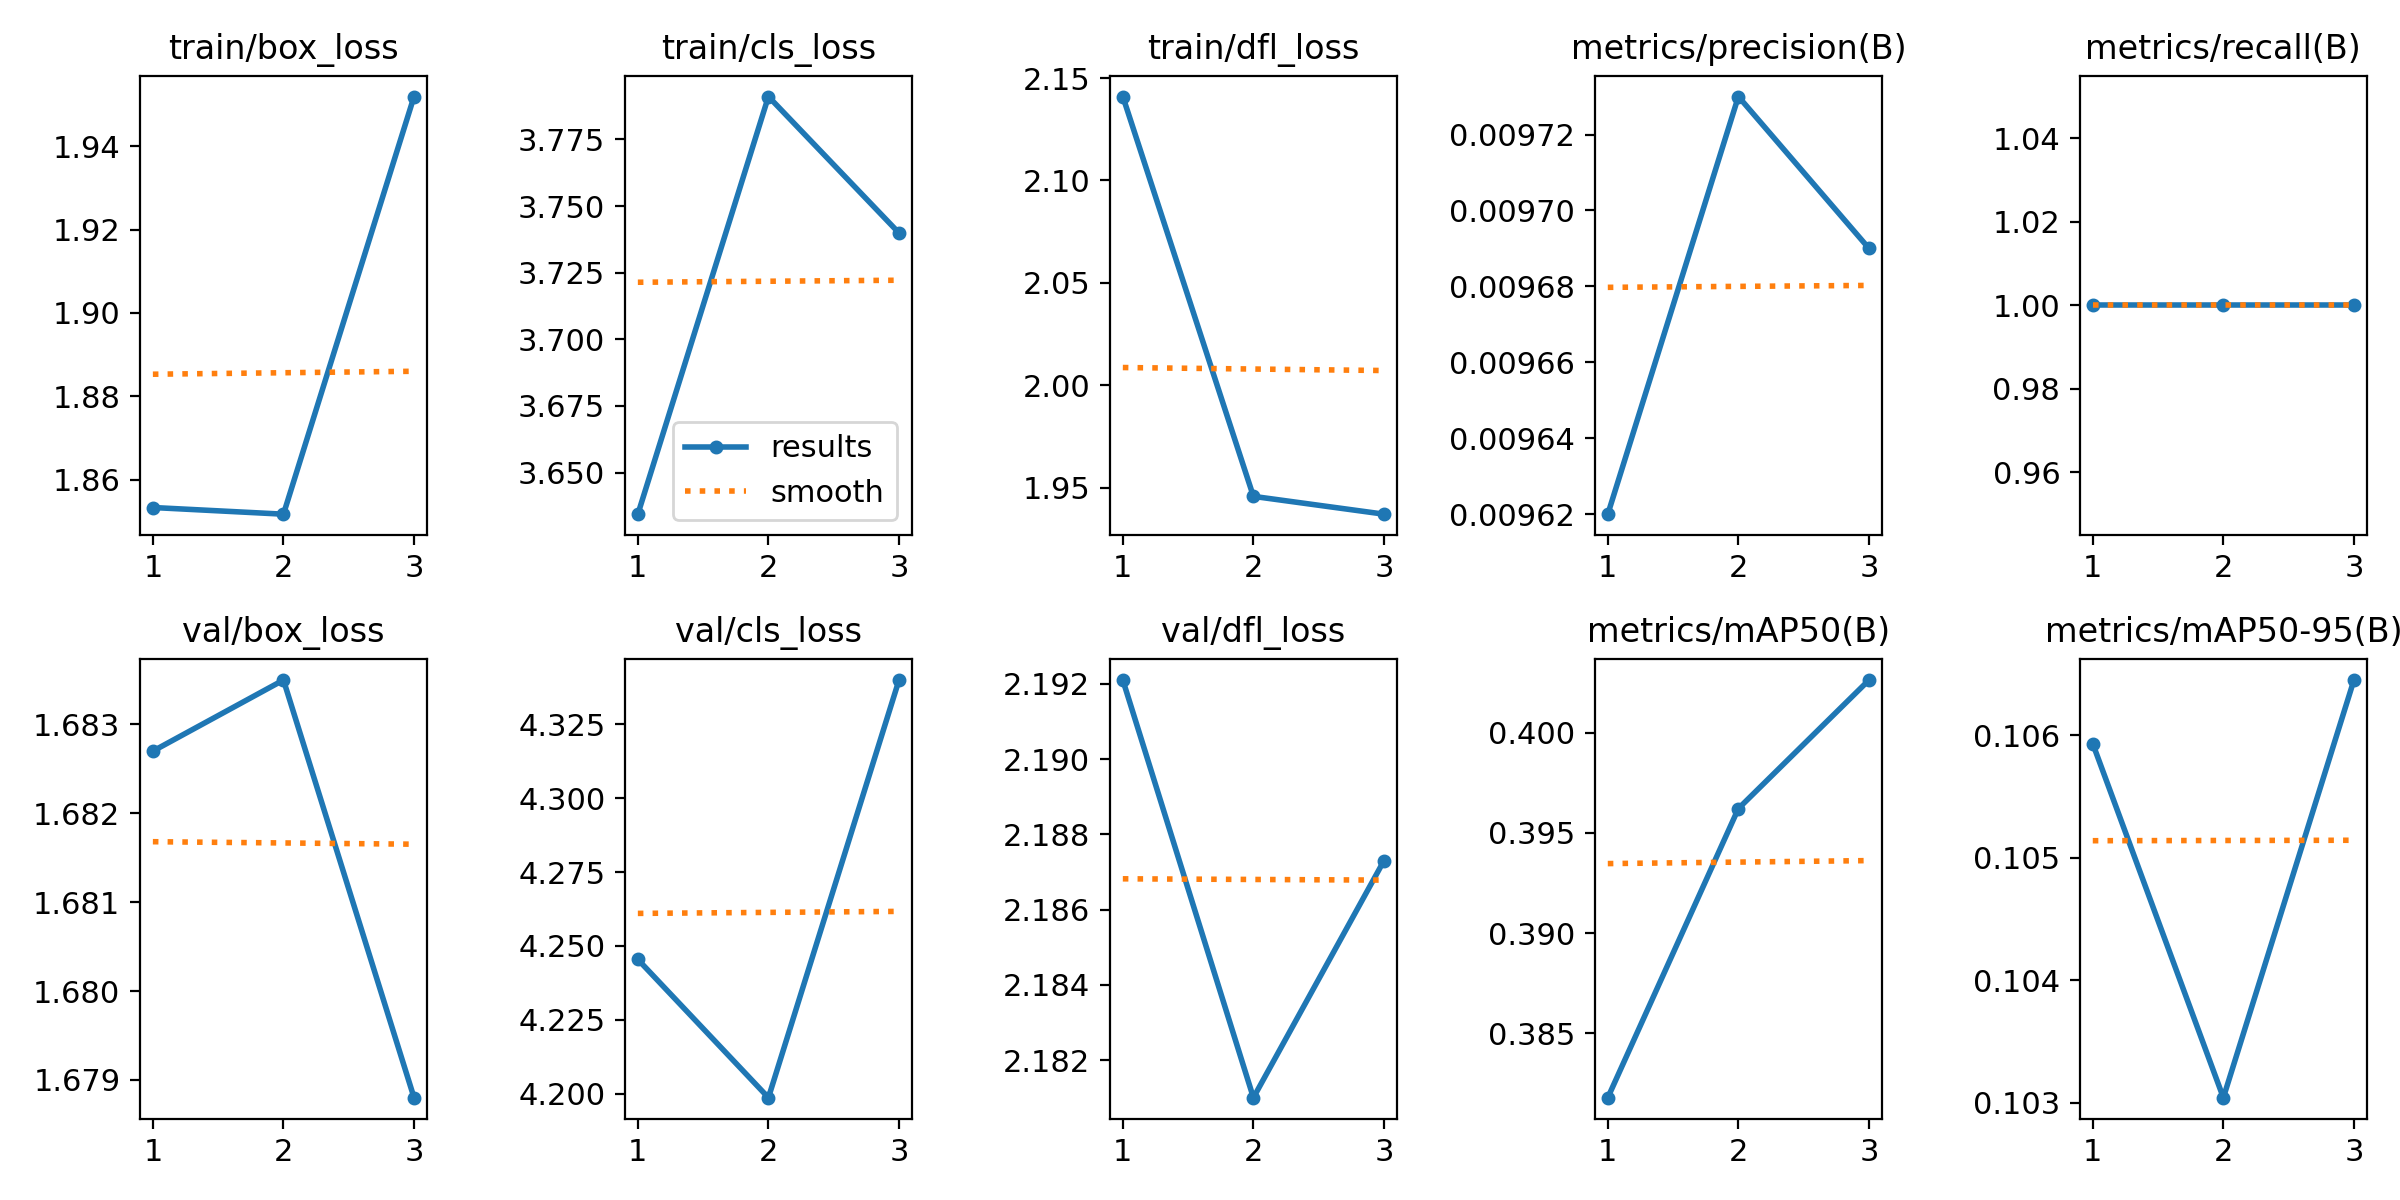 train/box_loss
1.94
1.92
1.90
1.88
1.86
1 2 3
train/cls_loss
3.775
3.750
3.725
3.700
3.675
3.650
results
smooth
1 2 3
train/dfl_loss
2.15
2.10
2.05
2.00
1.95
1 2 3
metrics/precision(B)
0.00972
0.00970
0.00968
0.00966
0.00964
0.00962
1 2 3
metrics/recall(B)
1.04
1.02
1.00
0.98
0.96
1 2 3
val/box_loss
1.683
1.682
1.681
1.680
1.679
1 2 3
val/cls_loss
4.325
4.300
4.275
4.250
4.225
4.200
1 2 3
val/dfl_loss
2.192
2.190
2.188
2.186
2.184
2.182
1 2 3
metrics/mAP50(B)
0.400
0.395
0.390
0.385
1 2 3
metrics/mAP50-95(B)
0.106
0.105
0.104
0.103
1 2 3